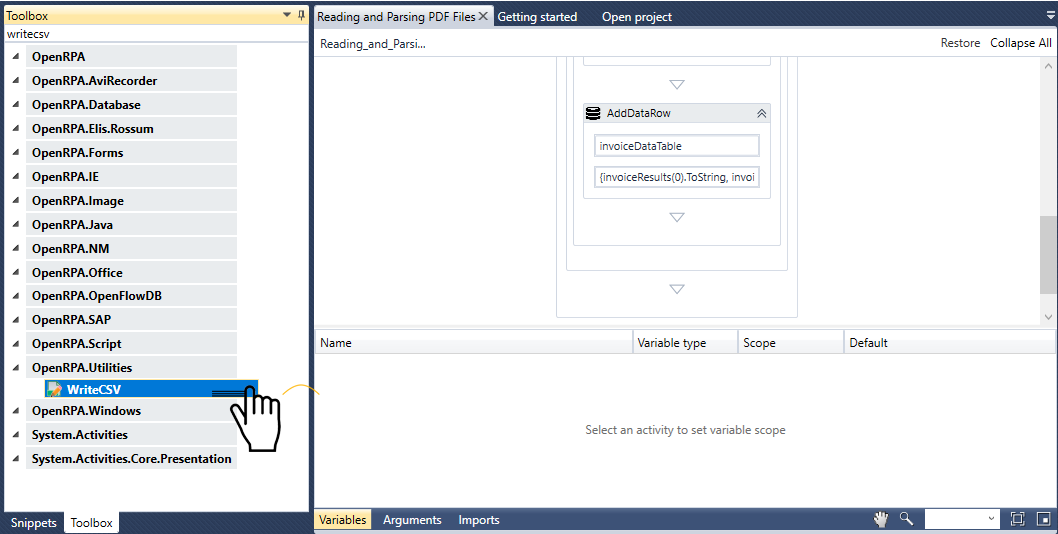 Toolbox
writecsv
OpenRPA
OpenRPA.AviRecorder
OpenRPA.Database
OpenRPA.Elis.Rossum
OpenRPA.Forms
OpenRPA.IE
OpenRPA.Image
OpenRPA.Java
OpenRPA.NM
OpenRPA.Office
OpenRPA.OpenFlowDB
OpenRPA.SAP
OpenRPA.Script
OpenRPA.Utilities
WriteCSV
OpenRPA.Windows
System.Activities
System.Activities.Core.Presentation
Snippets Toolbox
Reading and Parsing PDF Files Getting started Open project
Reading_and_Parsi... Restore Collapse All
AddDataRow
invoiceDataTable
{invoiceResults(0).ToString, invoi
Name Variable type Scope Default
Select an activity to set variable scope
Variables Arguments Imports